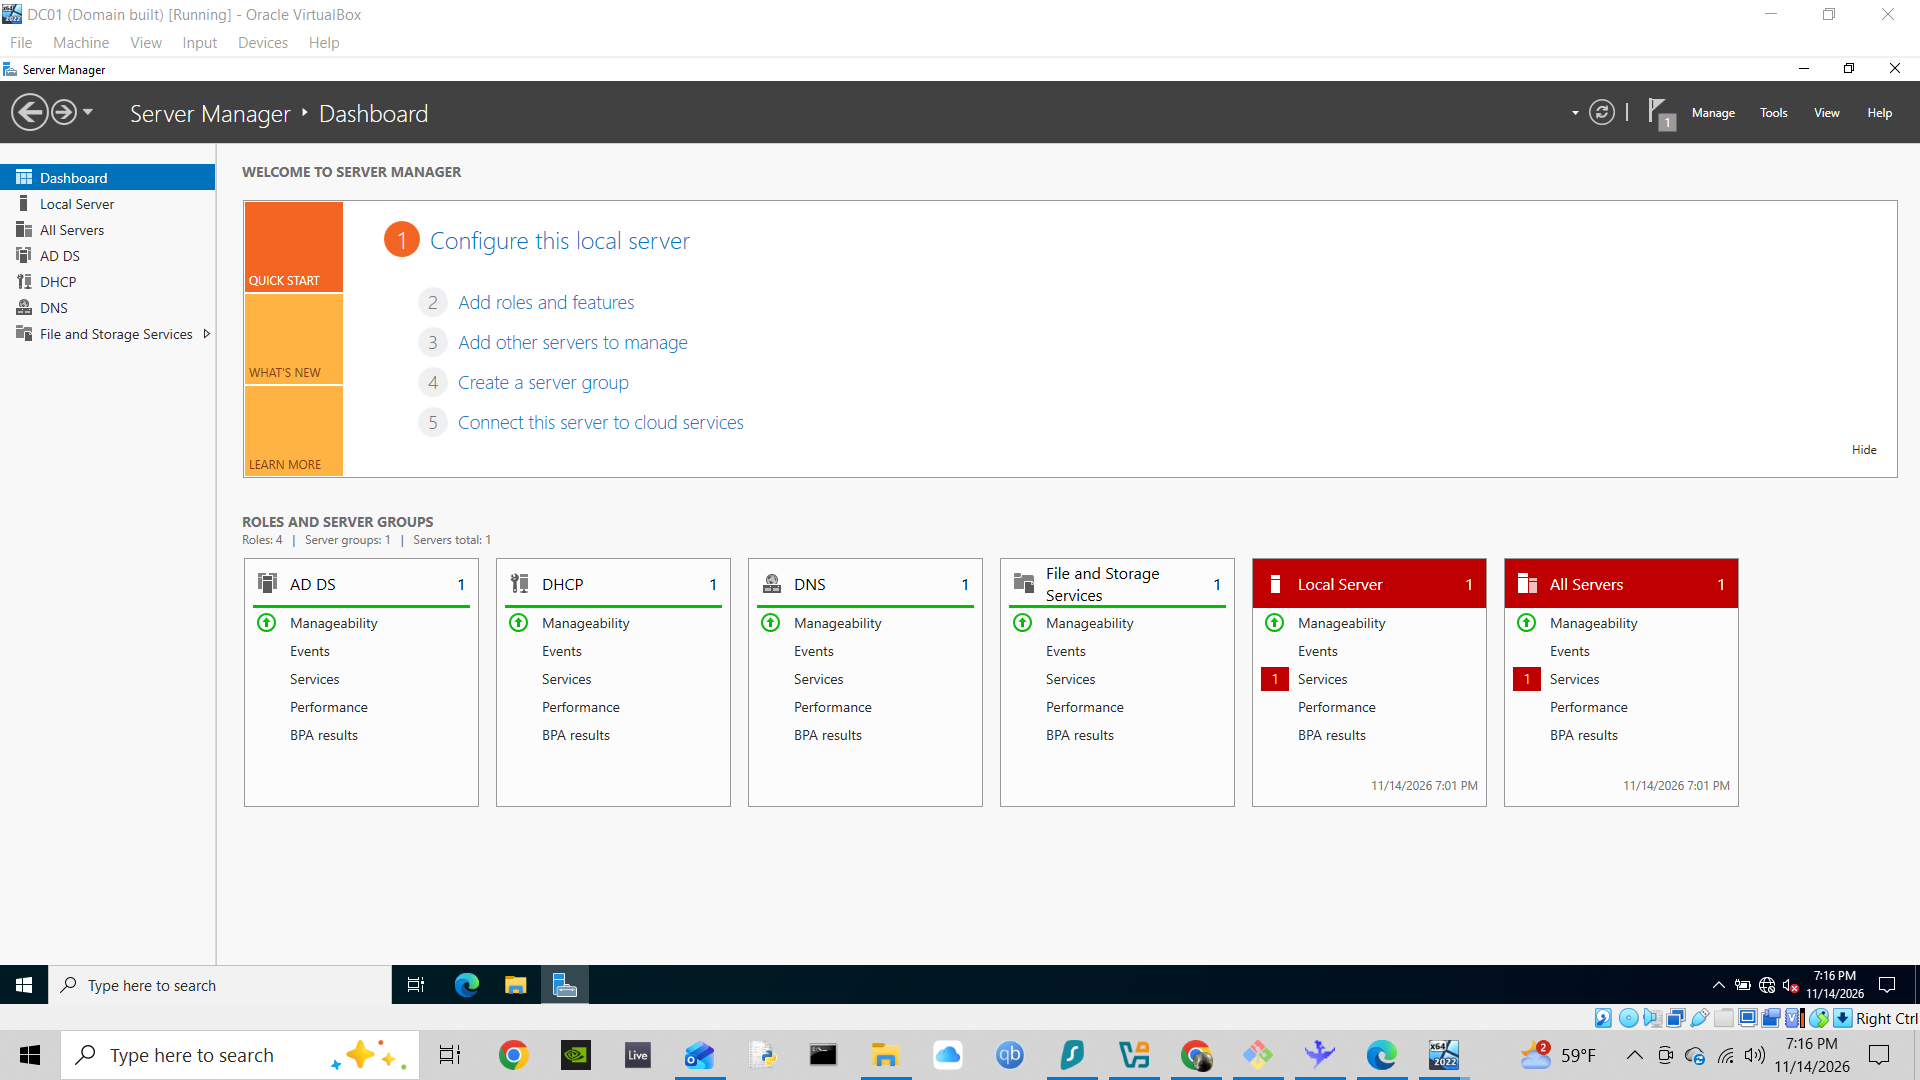 DC01 (Domain built) [Running] - Oracle VirtualBox
File Machine View Input Devices Help
Server Manager
Server Manager Dashboard
1
Manage Tools View Help
Dashboard
Local Server
All Servers
AD DS
DHCP
DNS
File and Storage Services
WELCOME TO SERVER MANAGER
QUICK START
WHAT'S NEW
LEARN MORE
1 Configure this local server
2 Add roles and features
3 Add other servers to manage
4 Create a server group
5 Connect this server to cloud services
Hide
ROLES AND SERVER GROUPS
Roles: 4 | Server groups: 1 | Servers total: 1
AD DS 1
Manageability
Events
Services
Performance
BPA results
DHCP 1
Manageability
Events
Services
Performance
BPA results
DNS 1
Manageability
Events
Services
Performance
BPA results
File and Storage
Services 1
Manageability
Events
Services
Performance
BPA results
Local Server 1
Manageability
Events
1 Services
Performance
BPA results
11/14/2026 7:01 PM
All Servers 1
Manageability
Events
1 Services
Performance
BPA results
11/14/2026 7:01 PM
Type here to search
7:16 PM
11/14/2026
Right Ctrl
Type here to search
Live
qb
X64
2022
2
59°F
7:16 PM
11/14/2026